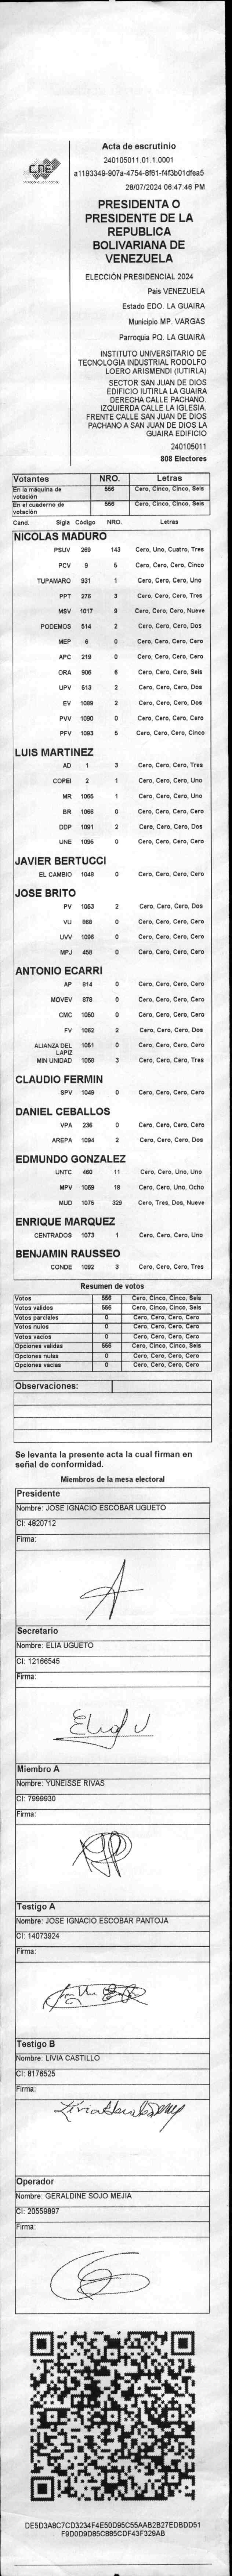 CNE
Acta de escrutinio
240105011.01.1.0001
a1193349-907a-4754-8f61-f4f3b01dfea5
28/07/2024 06:47:46 PM
PRESIDENTA O
PRESIDENTE DE LA
REPUBLICA
BOLIVARIANA DE
VENEZUELA
ELECCIÓN PRESIDENCIAL 2024
País VENEZUELA
Estado EDO. LA GUAIRA
Municipio MP. VARGAS
Parroquia PQ. LA GUAIRA
INSTITUTO UNIVERSITARIO DE
TECNOLOGIA INDUSTRIAL RODOLFO
LOERO ARISMENDI (IUTIRLA)
SECTOR SAN JUAN DE DIOS
EDIFICIO IUTIRLA LA GUAIRA
DERECHA CALLE PACHANO.
IZQUIERDA CALLE LA IGLESIA.
FRENTE CALLE SAN JUAN DE DIOS
PACHANO A SAN JUAN DE DIOS LA
GUAIRA EDIFICIO
240105011
808 Electores
Votantes NRO. Letras
En la máquina de votación 556 Cero, Cinco, Cinco, Seis
En el cuaderno de votación 556 Cero, Cinco, Cinco, Seis
Cand. Sigla Código NRO. Letras
NICOLAS MADURO
PSUV 269 143 Cero, Uno, Cuatro, Tres
PCV 9 5 Cero, Cero, Cero, Cinco
TUPAMARO 931 1 Cero, Cero, Cero, Uno
PPT 276 3 Cero, Cero, Cero, Tres
MSV 1017 9 Cero, Cero, Cero, Nueve
PODEMOS 514 2 Cero, Cero, Cero, Dos
MEP 6 0 Cero, Cero, Cero, Cero
APC 219 0 Cero, Cero, Cero, Cero
ORA 906 6 Cero, Cero, Cero, Seis
UPV 613 2 Cero, Cero, Cero, Dos
EV 1089 2 Cero, Cero, Cero, Dos
PVV 1090 0 Cero, Cero, Cero, Cero
PFV 1093 5 Cero, Cero, Cero, Cinco
LUIS MARTINEZ
AD 1 3 Cero, Cero, Cero, Tres
COPEI 2 1 Cero, Cero, Cero, Uno
MR 1065 1 Cero, Cero, Cero, Uno
BR 1066 0 Cero, Cero, Cero, Cero
DDP 1091 2 Cero, Cero, Cero, Dos
UNE 1095 0 Cero, Cero, Cero, Cero
JAVIER BERTUCCI
EL CAMBIO 1048 0 Cero, Cero, Cero, Cero
JOSE BRITO
PV 1053 2 Cero, Cero, Cero, Dos
VU 868 0 Cero, Cero, Cero, Cero
UVV 1096 0 Cero, Cero, Cero, Cero
MPJ 458 0 Cero, Cero, Cero, Cero
ANTONIO ECARRI
AP 814 0 Cero, Cero, Cero, Cero
MOVEV 878 0 Cero, Cero, Cero, Cero
CMC 1050 0 Cero, Cero, Cero, Cero
FV 1062 2 Cero, Cero, Cero, Dos
ALIANZA DEL LAPIZ 1051 0 Cero, Cero, Cero, Cero
MIN UNIDAD 1058 3 Cero, Cero, Cero, Tres
CLAUDIO FERMIN
SPV 1049 0 Cero, Cero, Cero, Cero
DANIEL CEBALLOS
VPA 236 0 Cero, Cero, Cero, Cero
AREPA 1094 2 Cero, Cero, Cero, Dos
EDMUNDO GONZALEZ
UNTC 460 11 Cero, Cero, Uno, Uno
MPV 1069 18 Cero, Cero, Uno, Ocho
MUD 1075 329 Cero, Tres, Dos, Nueve
ENRIQUE MARQUEZ
CENTRADOS 1073 1 Cero, Cero, Cero, Uno
BENJAMIN RAUSSEO
CONDE 1092 3 Cero, Cero, Cero, Tres
Resumen de votos
Votos 556 Cero, Cinco, Cinco, Seis
Votos validos 556 Cero, Cinco, Cinco, Seis
Votos parciales 0 Cero, Cero, Cero, Cero
Votos nulos 0 Cero, Cero, Cero, Cero
Votos vacios 0 Cero, Cero, Cero, Cero
Opciones validas 556 Cero, Cinco, Cinco, Seis
Opciones nulas 0 Cero, Cero, Cero, Cero
Opciones vacias 0 Cero, Cero, Cero, Cero
Observaciones:
Se levanta la presente acta la cual firman en
señal de conformidad.
Miembros de la mesa electoral
Presidente
Nombre: JOSE IGNACIO ESCOBAR UGUETO
CI: 4820712
Firma:
Secretario
Nombre: ELIA UGUETO
CI: 12166545
Firma:
Elia U
Miembro A
Nombre: YUNEISSE RIVAS
CI: 7999930
Firma:
Testigo A
Nombre: JOSE IGNACIO ESCOBAR PANTOJA
CI: 14073924
Firma:
Testigo B
Nombre: LIVIA CASTILLO
CI: 8176525
Firma:
Operador
Nombre: GERALDINE SOJO MEJIA
CI: 20559897
Firma:
DE5D3A8C7CD3234F4E50D95C55AAB2B27EDBDD51
F9D0D9D85C885CDF43F329AB